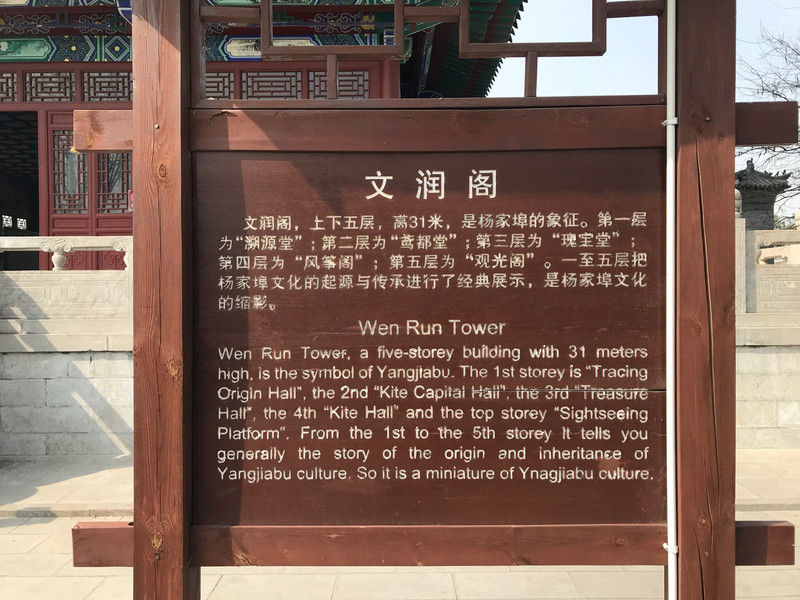 文润阁
文润阁，上下五层，高31米，是杨家埠的象征。第一层
为“溯源堂”；第二层为“鸢都堂”；第三层为“瑰宝堂”；
第四层为“风筝阁”；第五层为“观光阁”。一至五层把
杨家埠文化的起源与传承进行了经典展示，是杨家埠文化
的缩影。
Wen Run Tower
Wen Run Tower, a five-storey building with 31 meters
high, is the symbol of Yangjiabu. The 1st storey is “Tracing
Origin Hall”, the 2nd “Kite Capital Hall”, the 3rd “Treasure
Hall”, the 4th “Kite Hall” and the top storey “Sightseeing
Platform”. From the 1st to the 5th storey It tells you
generally the story of the origin and inheritance of
Yangjiabu culture. So it is a miniature of Ynagjiabu culture.